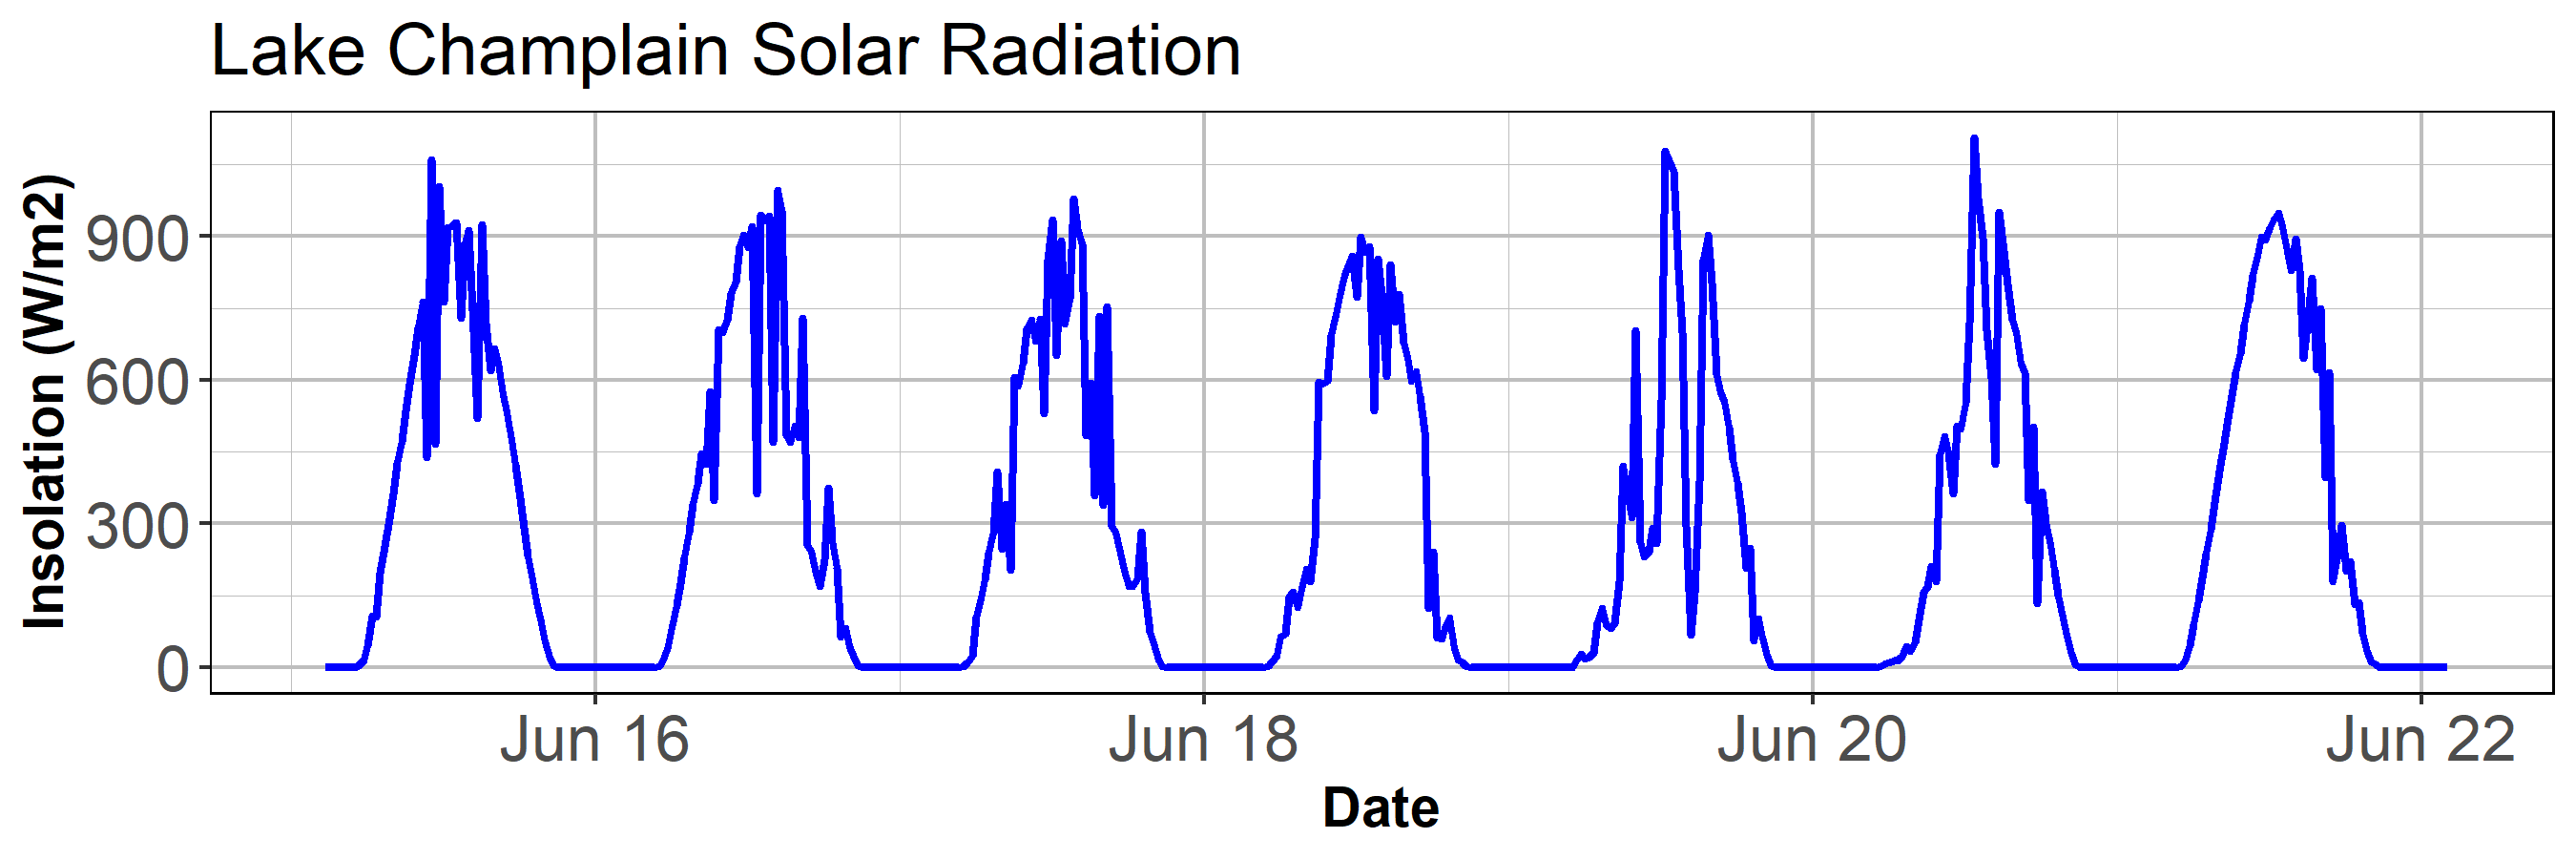 Lake Champlain Solar Radiation
Insolation (W/m2)
900
600
300
0
Jun 16 Jun 18 Jun 20 Jun 22
Date